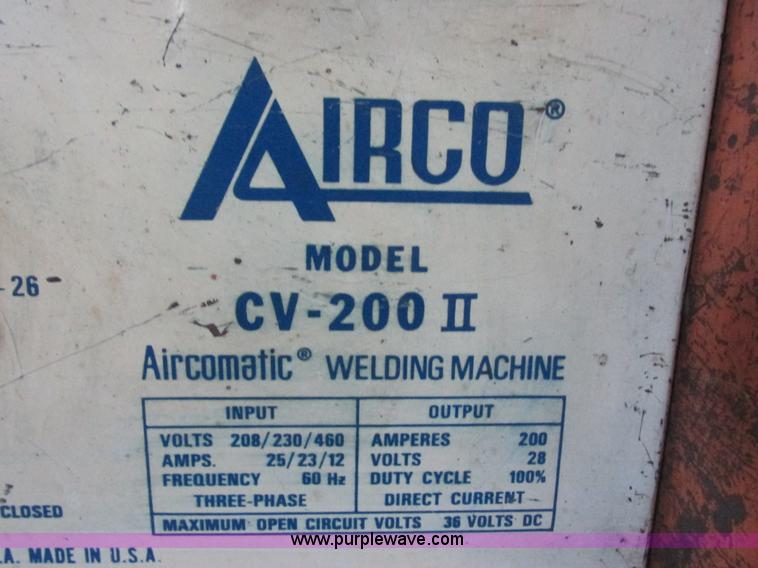 AIRCO®
MODEL
- 26
CV-200 II
Aircomatic® WELDING MACHINE
INPUT OUTPUT
VOLTS 208/230/460 AMPERES 200
AMPS. 25/23/12 VOLTS 28
FREQUENCY 60 Hz DUTY CYCLE 100%
THREE-PHASE DIRECT CURRENT
CLOSED
MAXIMUM OPEN CIRCUIT VOLTS 36 VOLTS DC
www.purplewave.com
.A. MADE IN U.S.A.